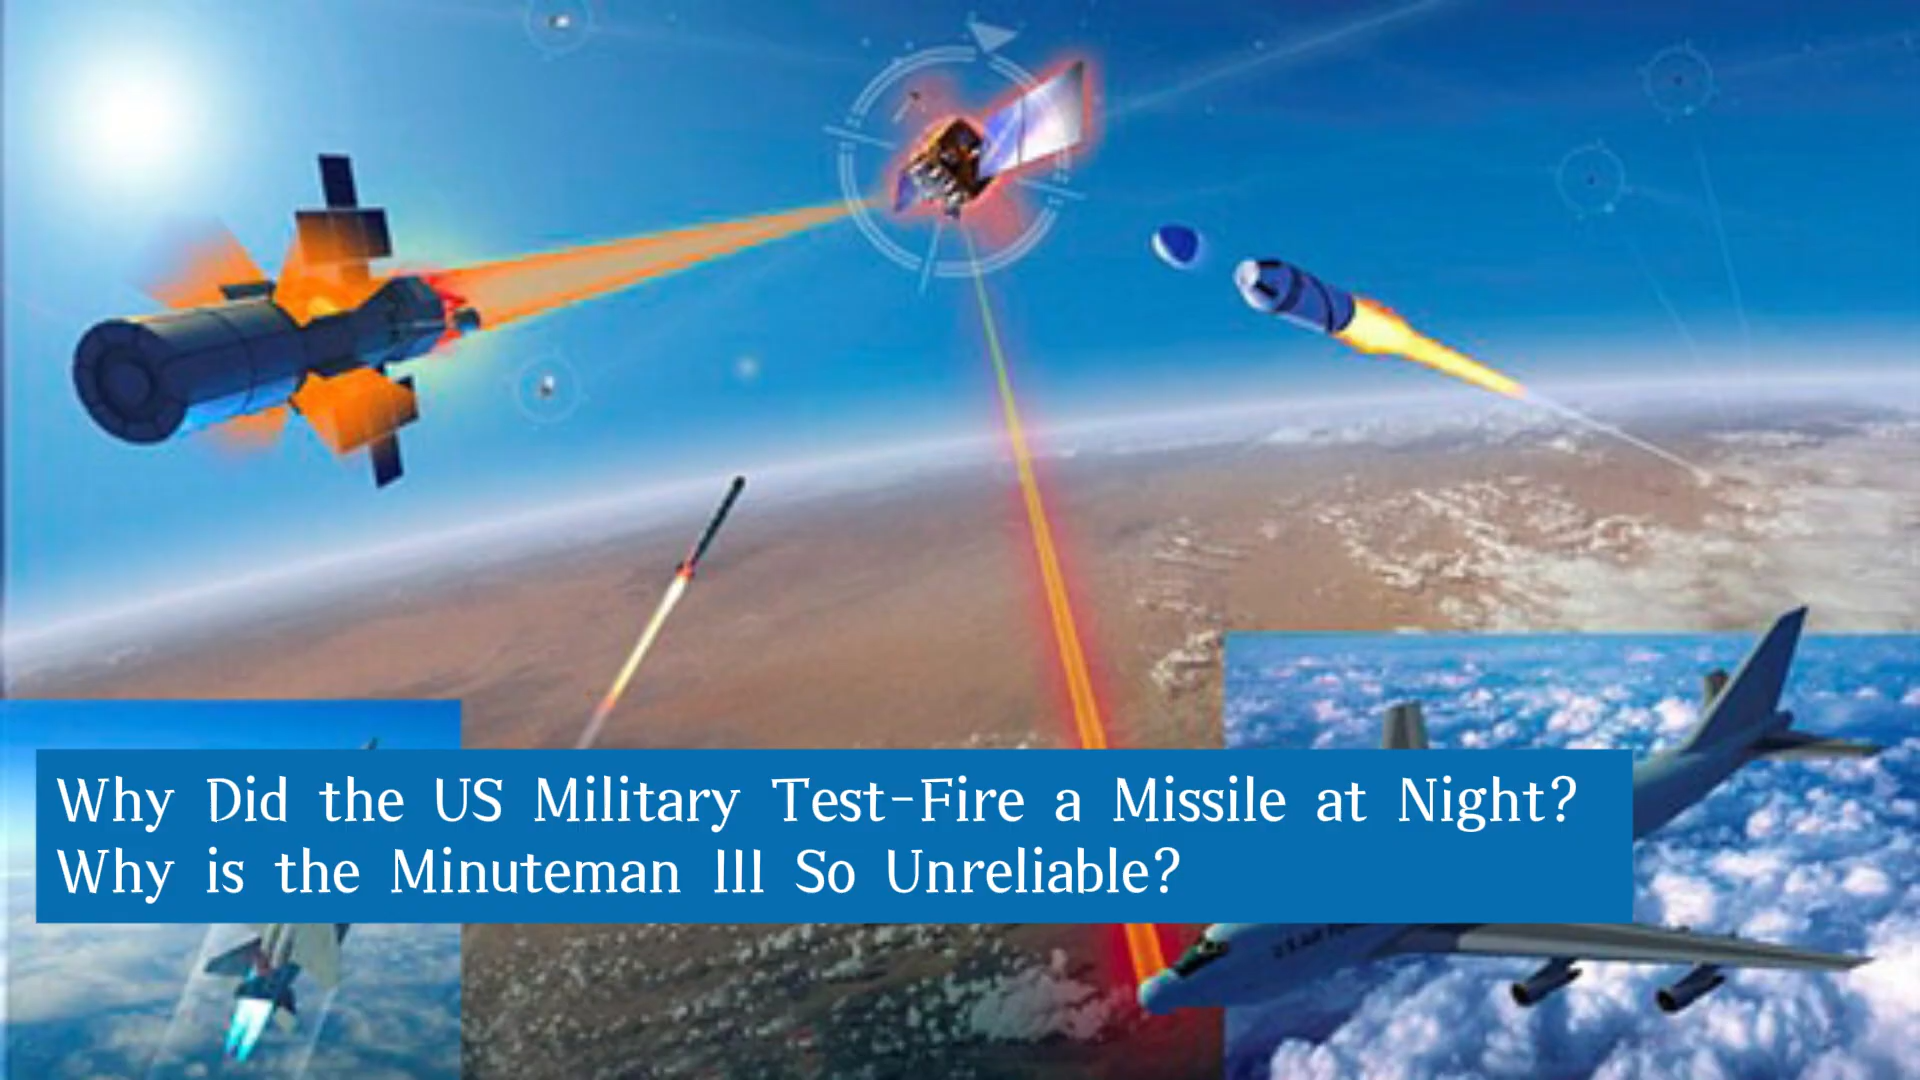 Why Did the US Military Test-Fire a Missile at Night?
Why is the Minuteman III So Unreliable?